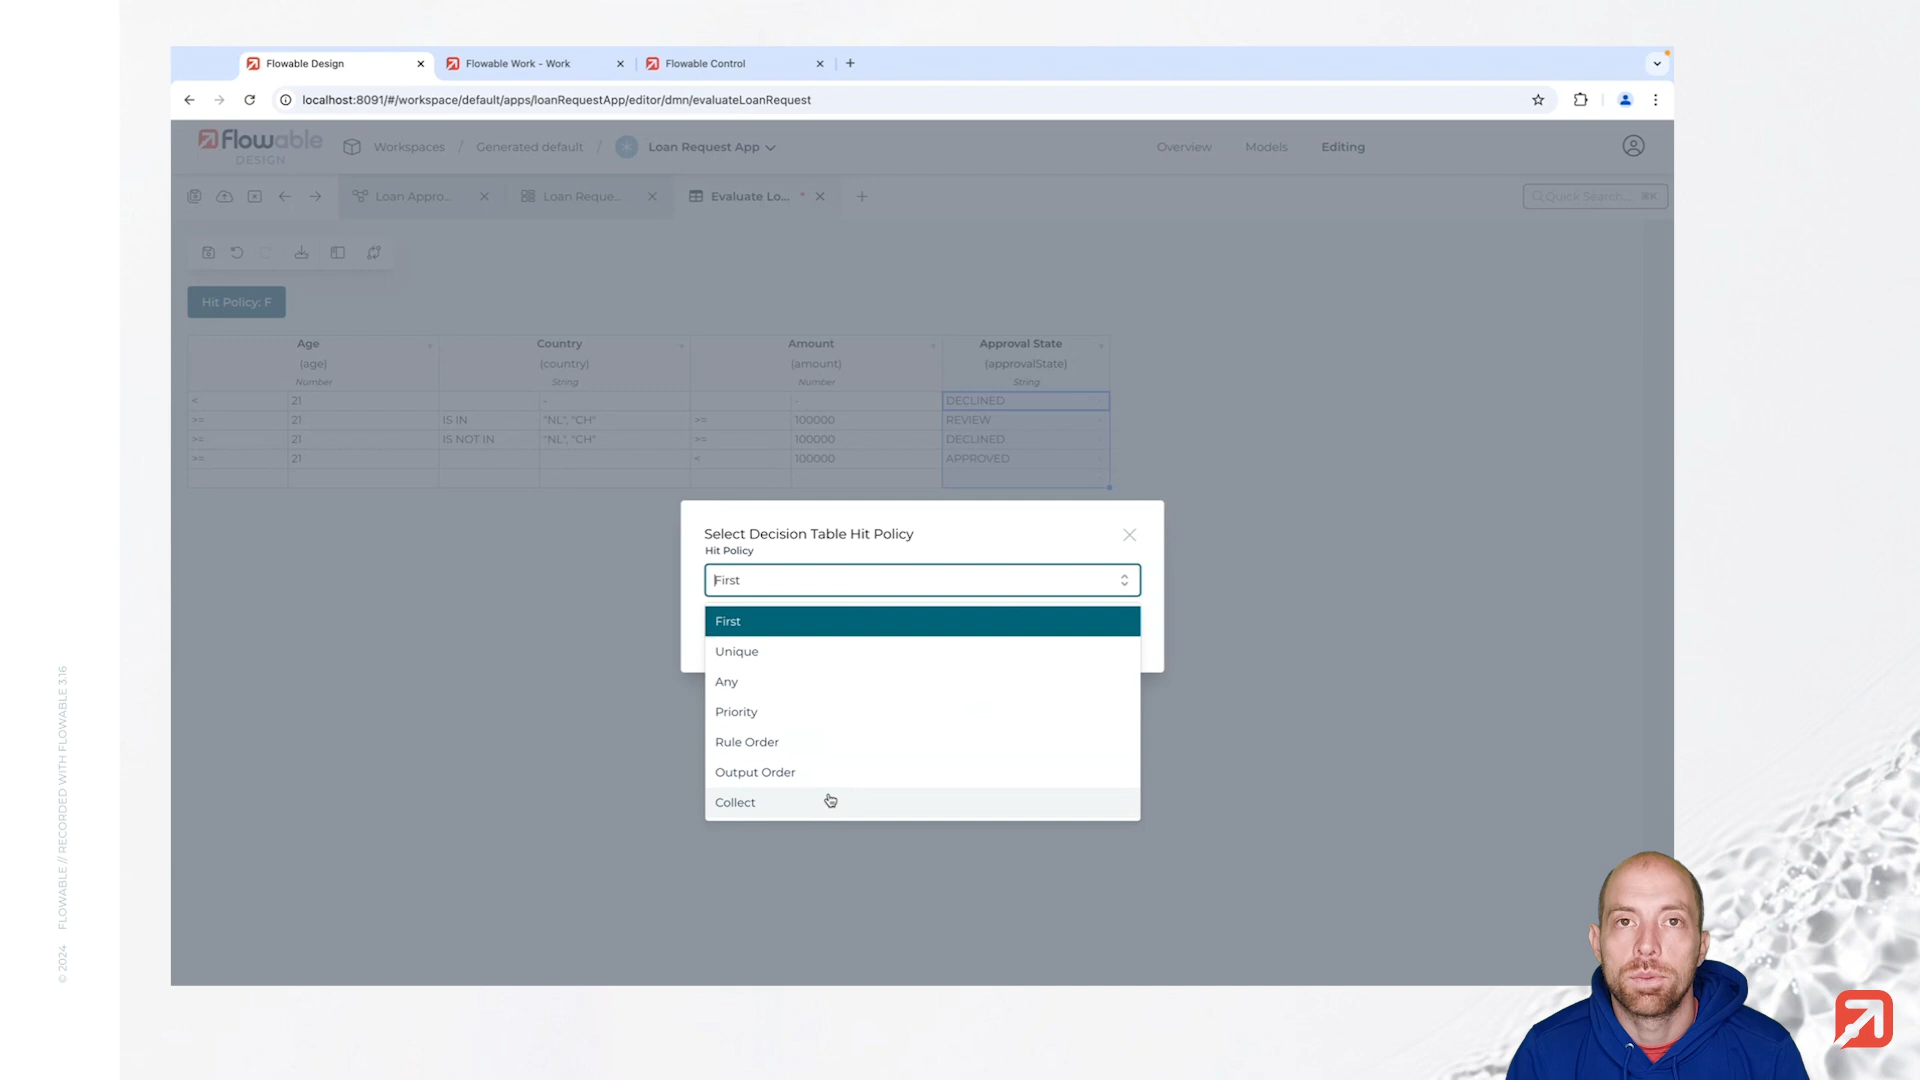 Flowable Design
Flowable Work - Work
Flowable Control
localhost:8091/#/workspace/default/apps/loanRequestApp/editor/dmn/evaluateLoanRequest
Flowable
DESIGN
Workspaces / Generated default / Loan Request App
Overview Models Editing
Loan Appro...
Loan Reque...
Evaluate Lo... *
Quick Search... ⌘K
Hit Policy: F
Age Country Amount Approval State
(age) (country) (amount) (approvalState)
Number String Number String
< 21 - - DECLINED
>= 21 IS IN "NL", "CH" >= 100000 REVIEW
>= 21 IS NOT IN "NL", "CH" >= 100000 DECLINED
>= 21 < 100000 APPROVED
Select Decision Table Hit Policy
Hit Policy
First
First
Unique
Any
Priority
Rule Order
Output Order
Collect
© 2024 FLOWABLE // RECORDED WITH FLOWABLE 3.16